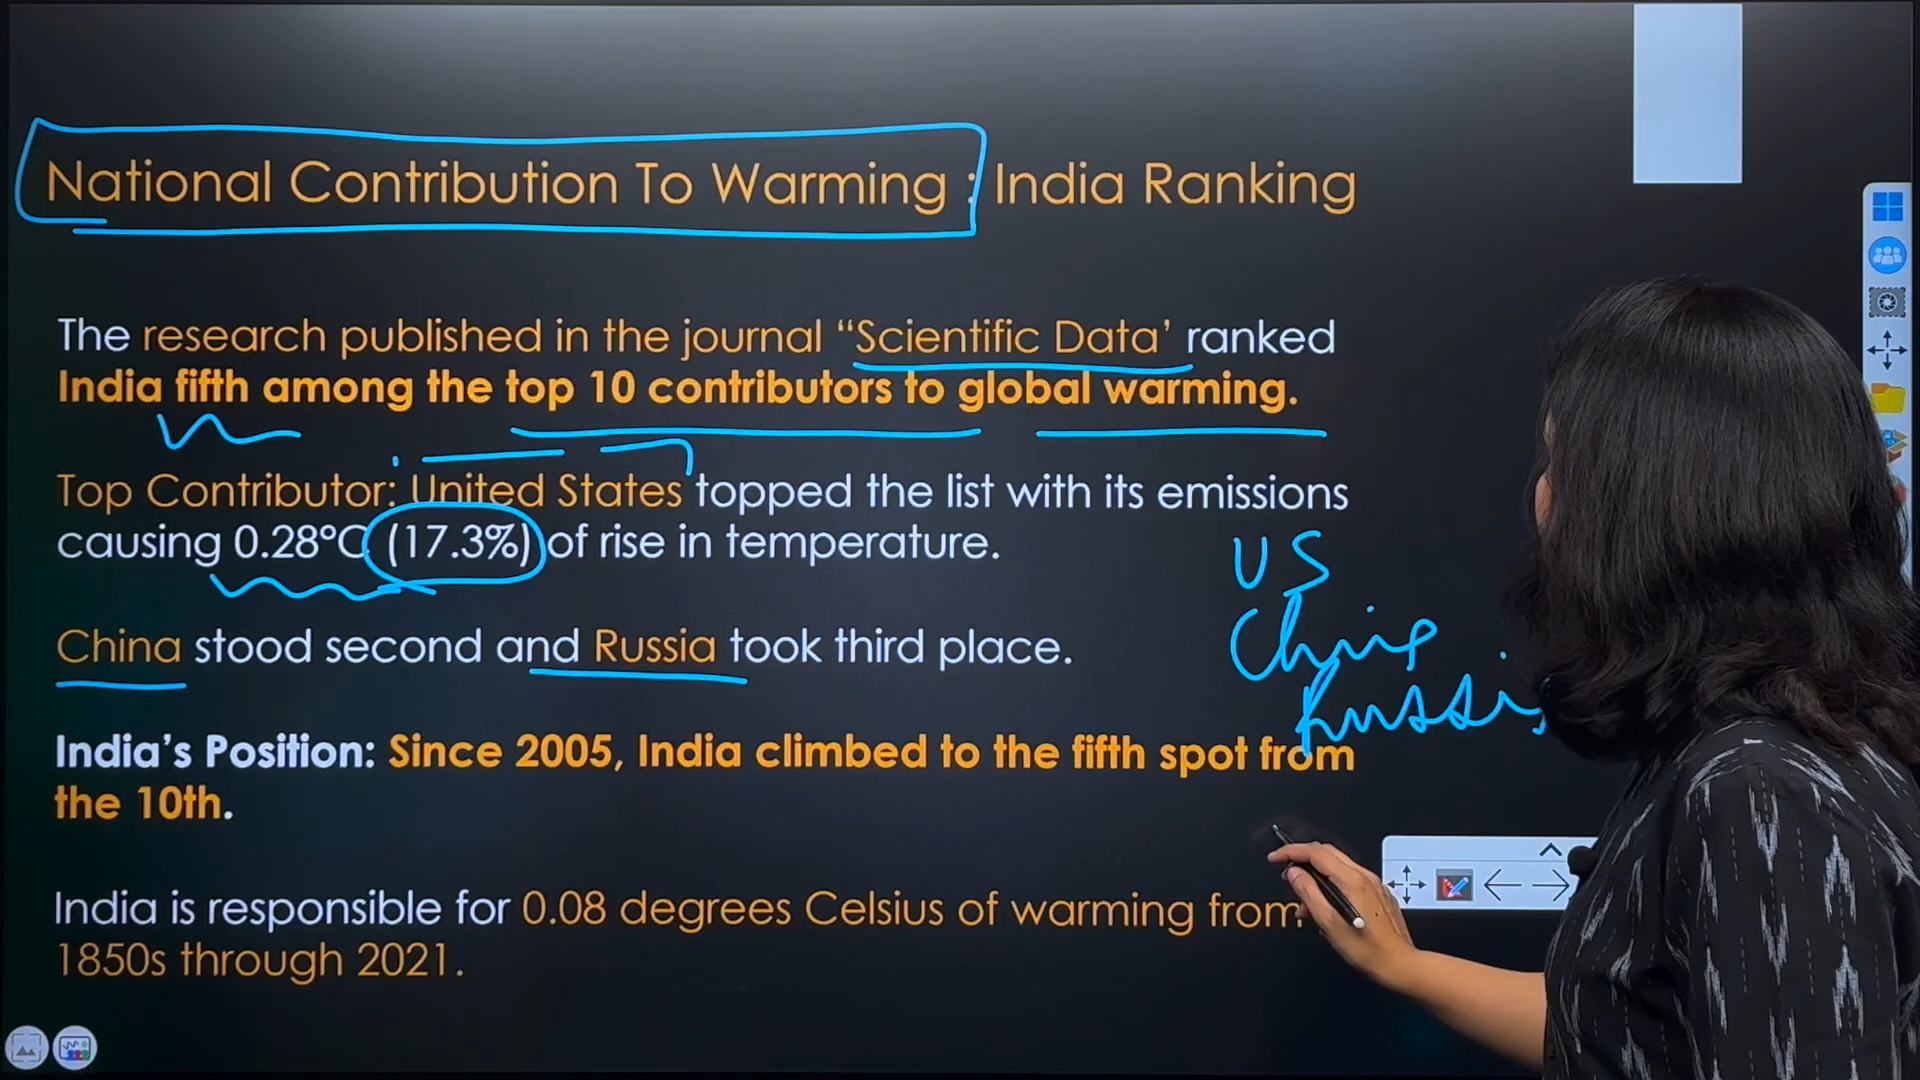 National Contribution To Warming : India Ranking
The research published in the journal “Scientific Data’ ranked
India fifth among the top 10 contributors to global warming.
Top Contributor: United States topped the list with its emissions
causing 0.28°C (17.3%) of rise in temperature.
US
China
China stood second and Russia took third place.
Russia
India’s Position: Since 2005, India climbed to the fifth spot from
the 10th.
India is responsible for 0.08 degrees Celsius of warming from
1850s through 2021.